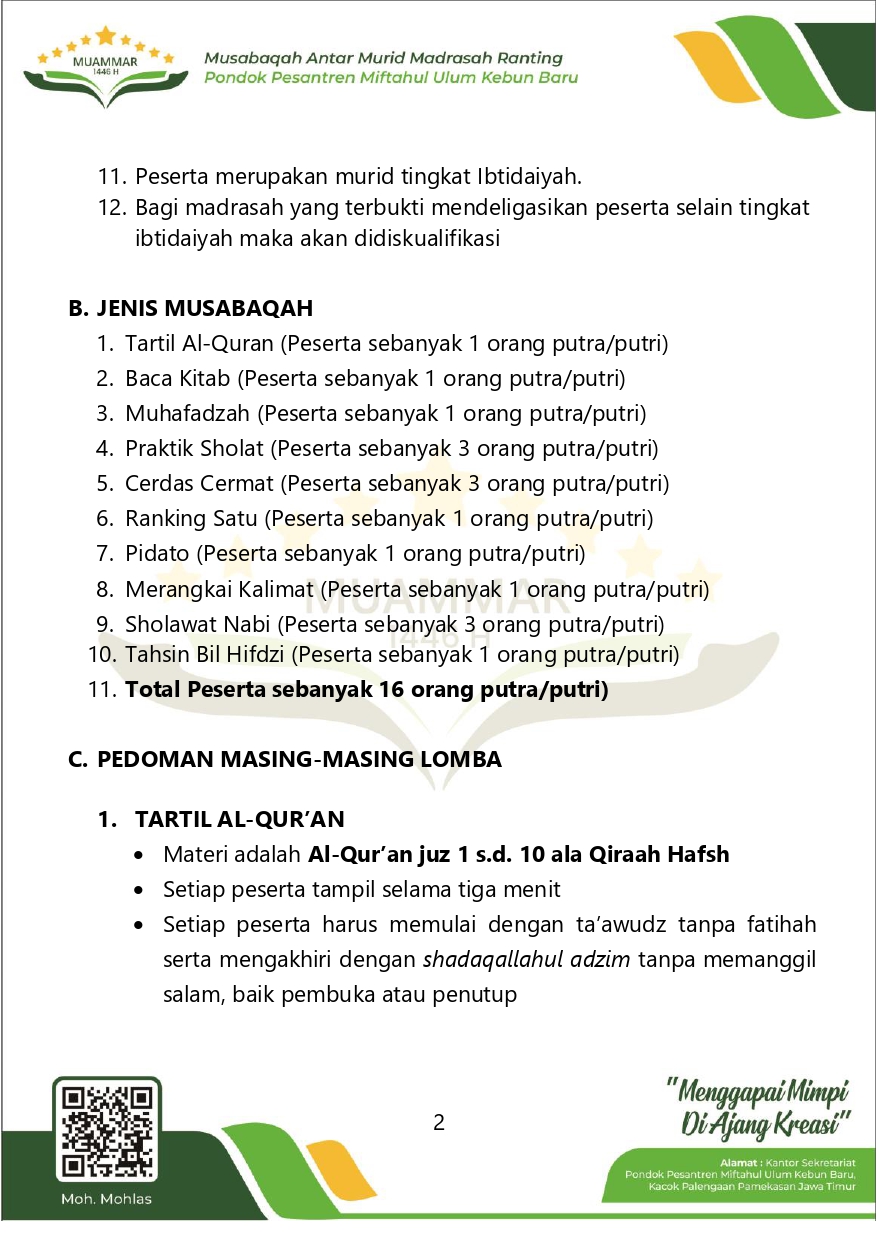 MUAMMAR
1446 H
Musabaqah Antar Murid Madrasah Ranting
Pondok Pesantren Miftahul Ulum Kebun Baru
11. Peserta merupakan murid tingkat Ibtidaiyah.
12. Bagi madrasah yang terbukti mendeligasikan peserta selain tingkat
ibtidaiyah maka akan didiskualifikasi
B. JENIS MUSABAQAH
1. Tartil Al-Quran (Peserta sebanyak 1 orang putra/putri)
2. Baca Kitab (Peserta sebanyak 1 orang putra/putri)
3. Muhafadzah (Peserta sebanyak 1 orang putra/putri)
4. Praktik Sholat (Peserta sebanyak 3 orang putra/putri)
5. Cerdas Cermat (Peserta sebanyak 3 orang putra/putri)
6. Ranking Satu (Peserta sebanyak 1 orang putra/putri)
7. Pidato (Peserta sebanyak 1 orang putra/putri)
8. Merangkai Kalimat (Peserta sebanyak 1 orang putra/putri)
MUAMMAR
9. Sholawat Nabi (Peserta sebanyak 3 orang putra/putri)
1446 H
10. Tahsin Bil Hifdzi (Peserta sebanyak 1 orang putra/putri)
11. Total Peserta sebanyak 16 orang putra/putri)
C. PEDOMAN MASING-MASING LOMBA
1. TARTIL AL-QUR’AN
• Materi adalah Al-Qur’an juz 1 s.d. 10 ala Qiraah Hafsh
• Setiap peserta tampil selama tiga menit
• Setiap peserta harus memulai dengan ta’awudz tanpa fatihah
serta mengakhiri dengan shadaqallahul adzim tanpa memanggil
salam, baik pembuka atau penutup
"Menggapai Mimpi
Di Ajang Kreasi"
2
Alamat : Kantor Sekretariat
Pondok Pesantren Miftahul Ulum Kebun Baru,
Kacok Palengaan Pamekasan Jawa Timur
Moh. Mohlas